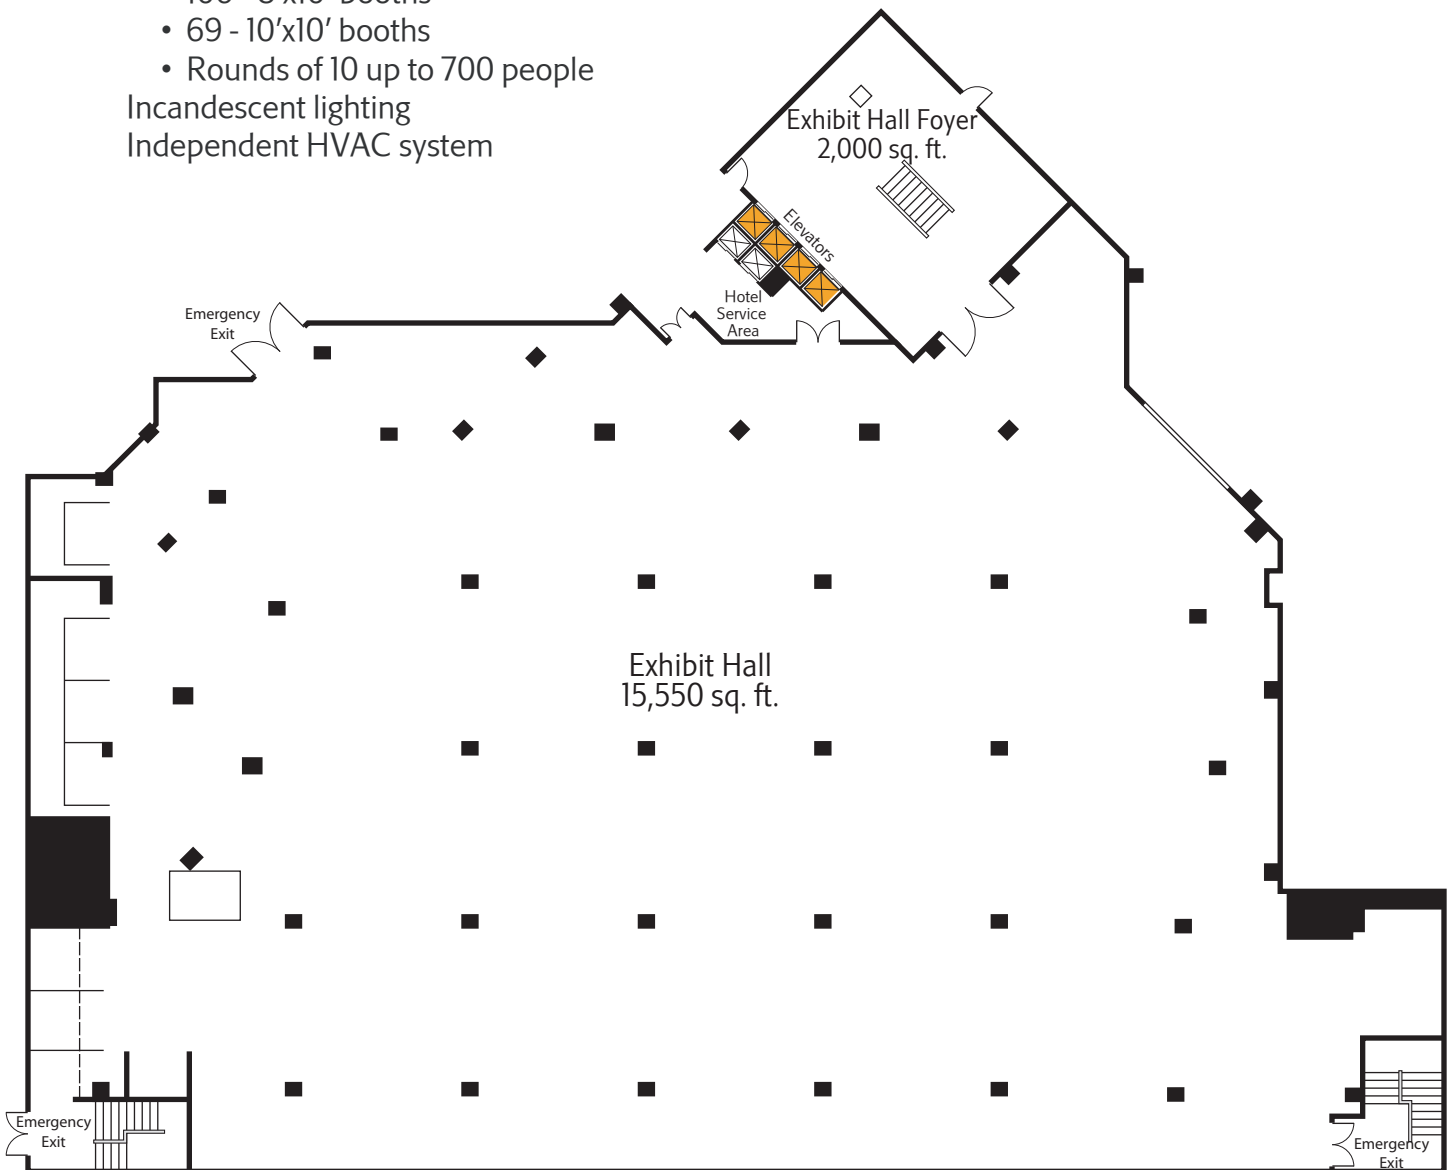 • 69 - 10’x10’ booths
• Rounds of 10 up to 700 people
Incandescent lighting
Independent HVAC system
Exhibit Hall Foyer
2,000 sq. ft.
Elevators
Hotel
Service
Area
Emergency
Exit
Exhibit Hall
15,550 sq. ft.
Emergency
Exit
Emergency
Exit